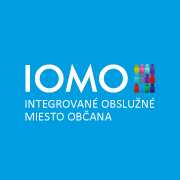 IOMO
INTEGROVANÉ OBSLUŽNÉ
MIESTO OBČANA